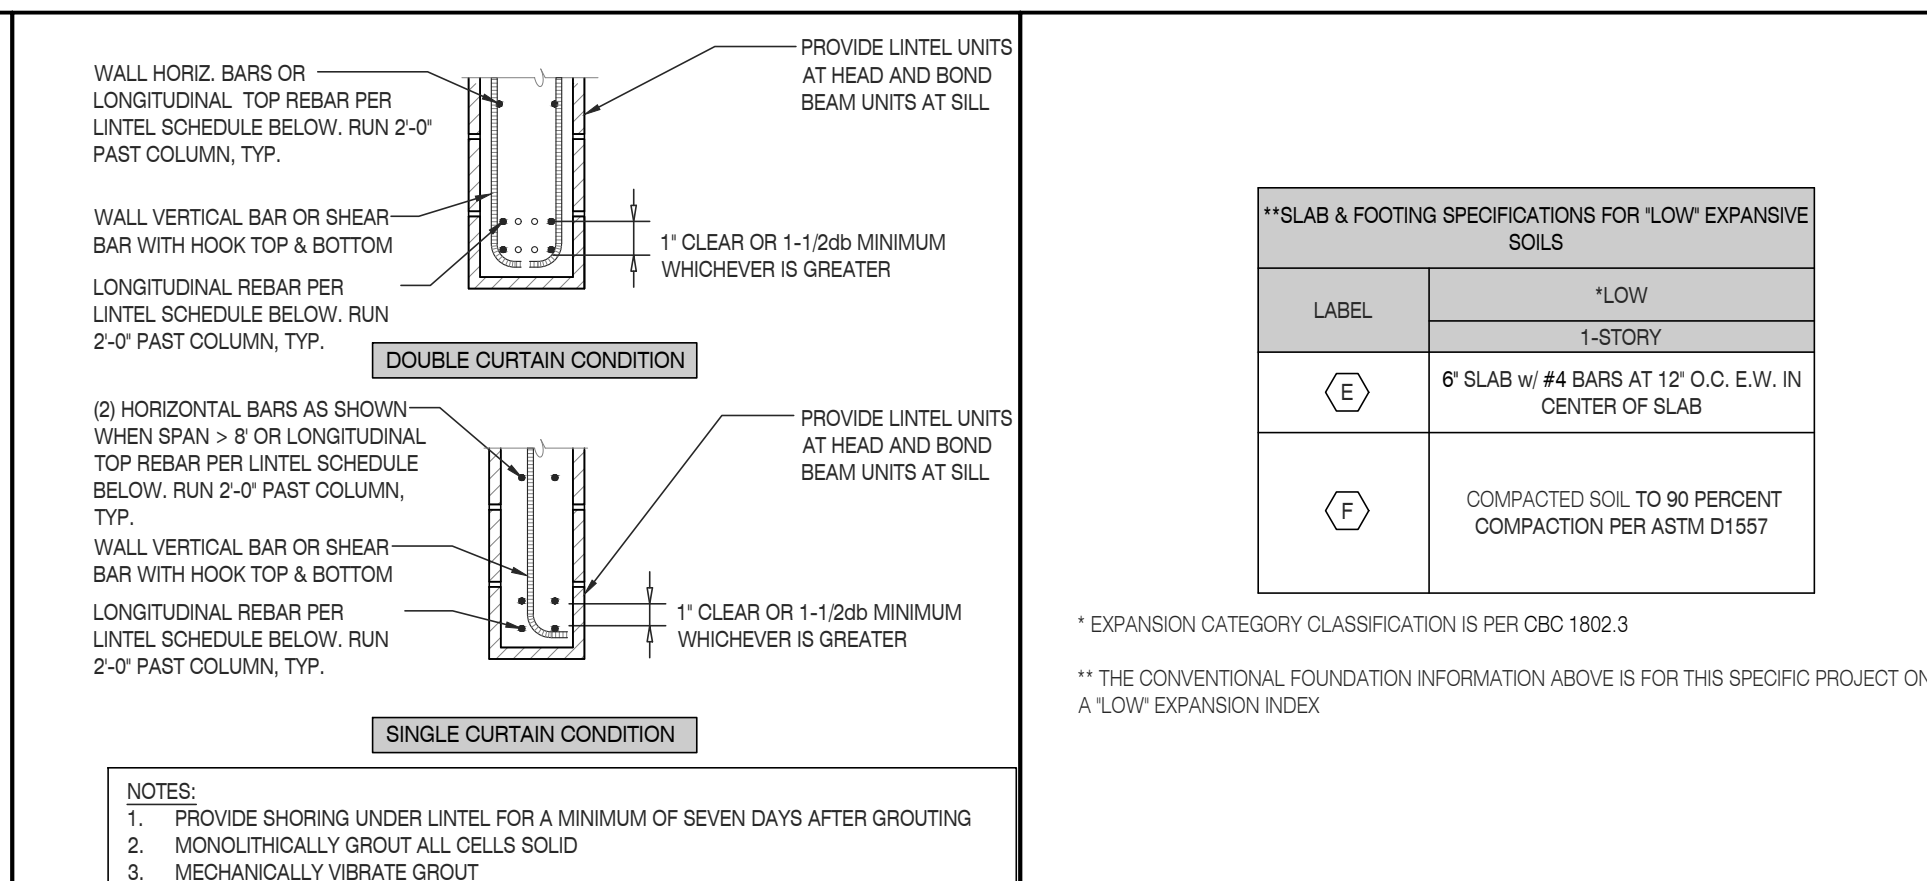 WALL HORIZ. BARS OR
LONGITUDINAL TOP REBAR PER
LINTEL SCHEDULE BELOW. RUN 2'-0"
PAST COLUMN, TYP.
WALL VERTICAL BAR OR SHEAR
BAR WITH HOOK TOP & BOTTOM
LONGITUDINAL REBAR PER
LINTEL SCHEDULE BELOW. RUN
2'-0" PAST COLUMN, TYP.
PROVIDE LINTEL UNITS
AT HEAD AND BOND
BEAM UNITS AT SILL
1" CLEAR OR 1-1/2db MINIMUM
WHICHEVER IS GREATER
DOUBLE CURTAIN CONDITION
(2) HORIZONTAL BARS AS SHOWN
WHEN SPAN > 8' OR LONGITUDINAL
TOP REBAR PER LINTEL SCHEDULE
BELOW. RUN 2'-0" PAST COLUMN,
TYP.
WALL VERTICAL BAR OR SHEAR
BAR WITH HOOK TOP & BOTTOM
LONGITUDINAL REBAR PER
LINTEL SCHEDULE BELOW. RUN
2'-0" PAST COLUMN, TYP.
PROVIDE LINTEL UNITS
AT HEAD AND BOND
BEAM UNITS AT SILL
1" CLEAR OR 1-1/2db MINIMUM
WHICHEVER IS GREATER
SINGLE CURTAIN CONDITION
NOTES:
1. PROVIDE SHORING UNDER LINTEL FOR A MINIMUM OF SEVEN DAYS AFTER GROUTING
2. MONOLITHICALLY GROUT ALL CELLS SOLID
3. MECHANICALLY VIBRATE GROUT
**SLAB & FOOTING SPECIFICATIONS FOR "LOW" EXPANSIVE
SOILS
LABEL
*LOW
1-STORY
E
6" SLAB w/ #4 BARS AT 12" O.C. E.W. IN
CENTER OF SLAB
F
COMPACTED SOIL TO 90 PERCENT
COMPACTION PER ASTM D1557
* EXPANSION CATEGORY CLASSIFICATION IS PER CBC 1802.3
** THE CONVENTIONAL FOUNDATION INFORMATION ABOVE IS FOR THIS SPECIFIC PROJECT ON
A "LOW" EXPANSION INDEX